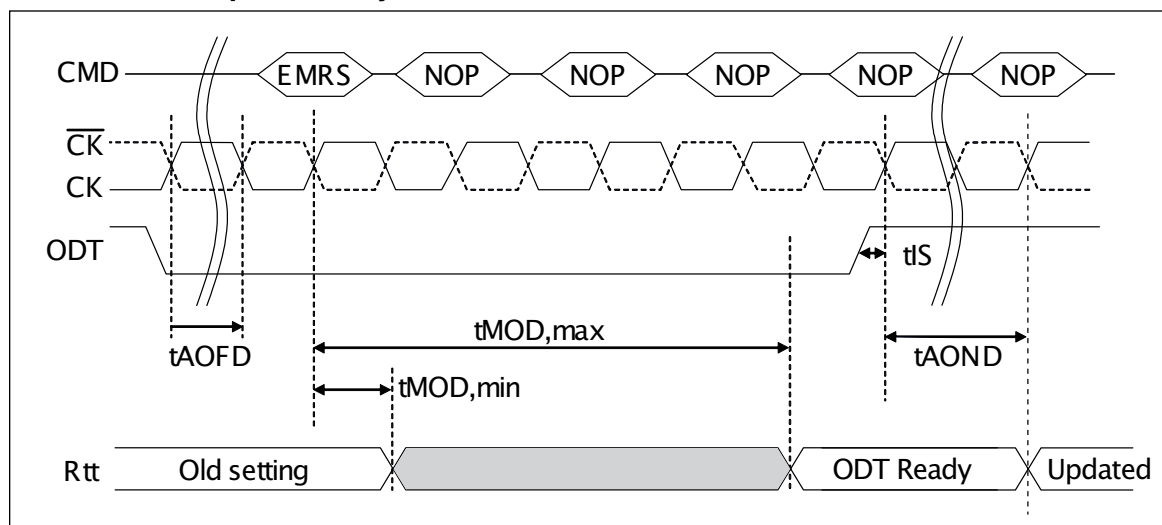 CMD EMRS NOP NOP NOP NOP NOP
CK
CK
ODT
tIS
tMOD,max
tAOFD
tAOND
tMOD,min
Rtt Old setting ODT Ready Updated